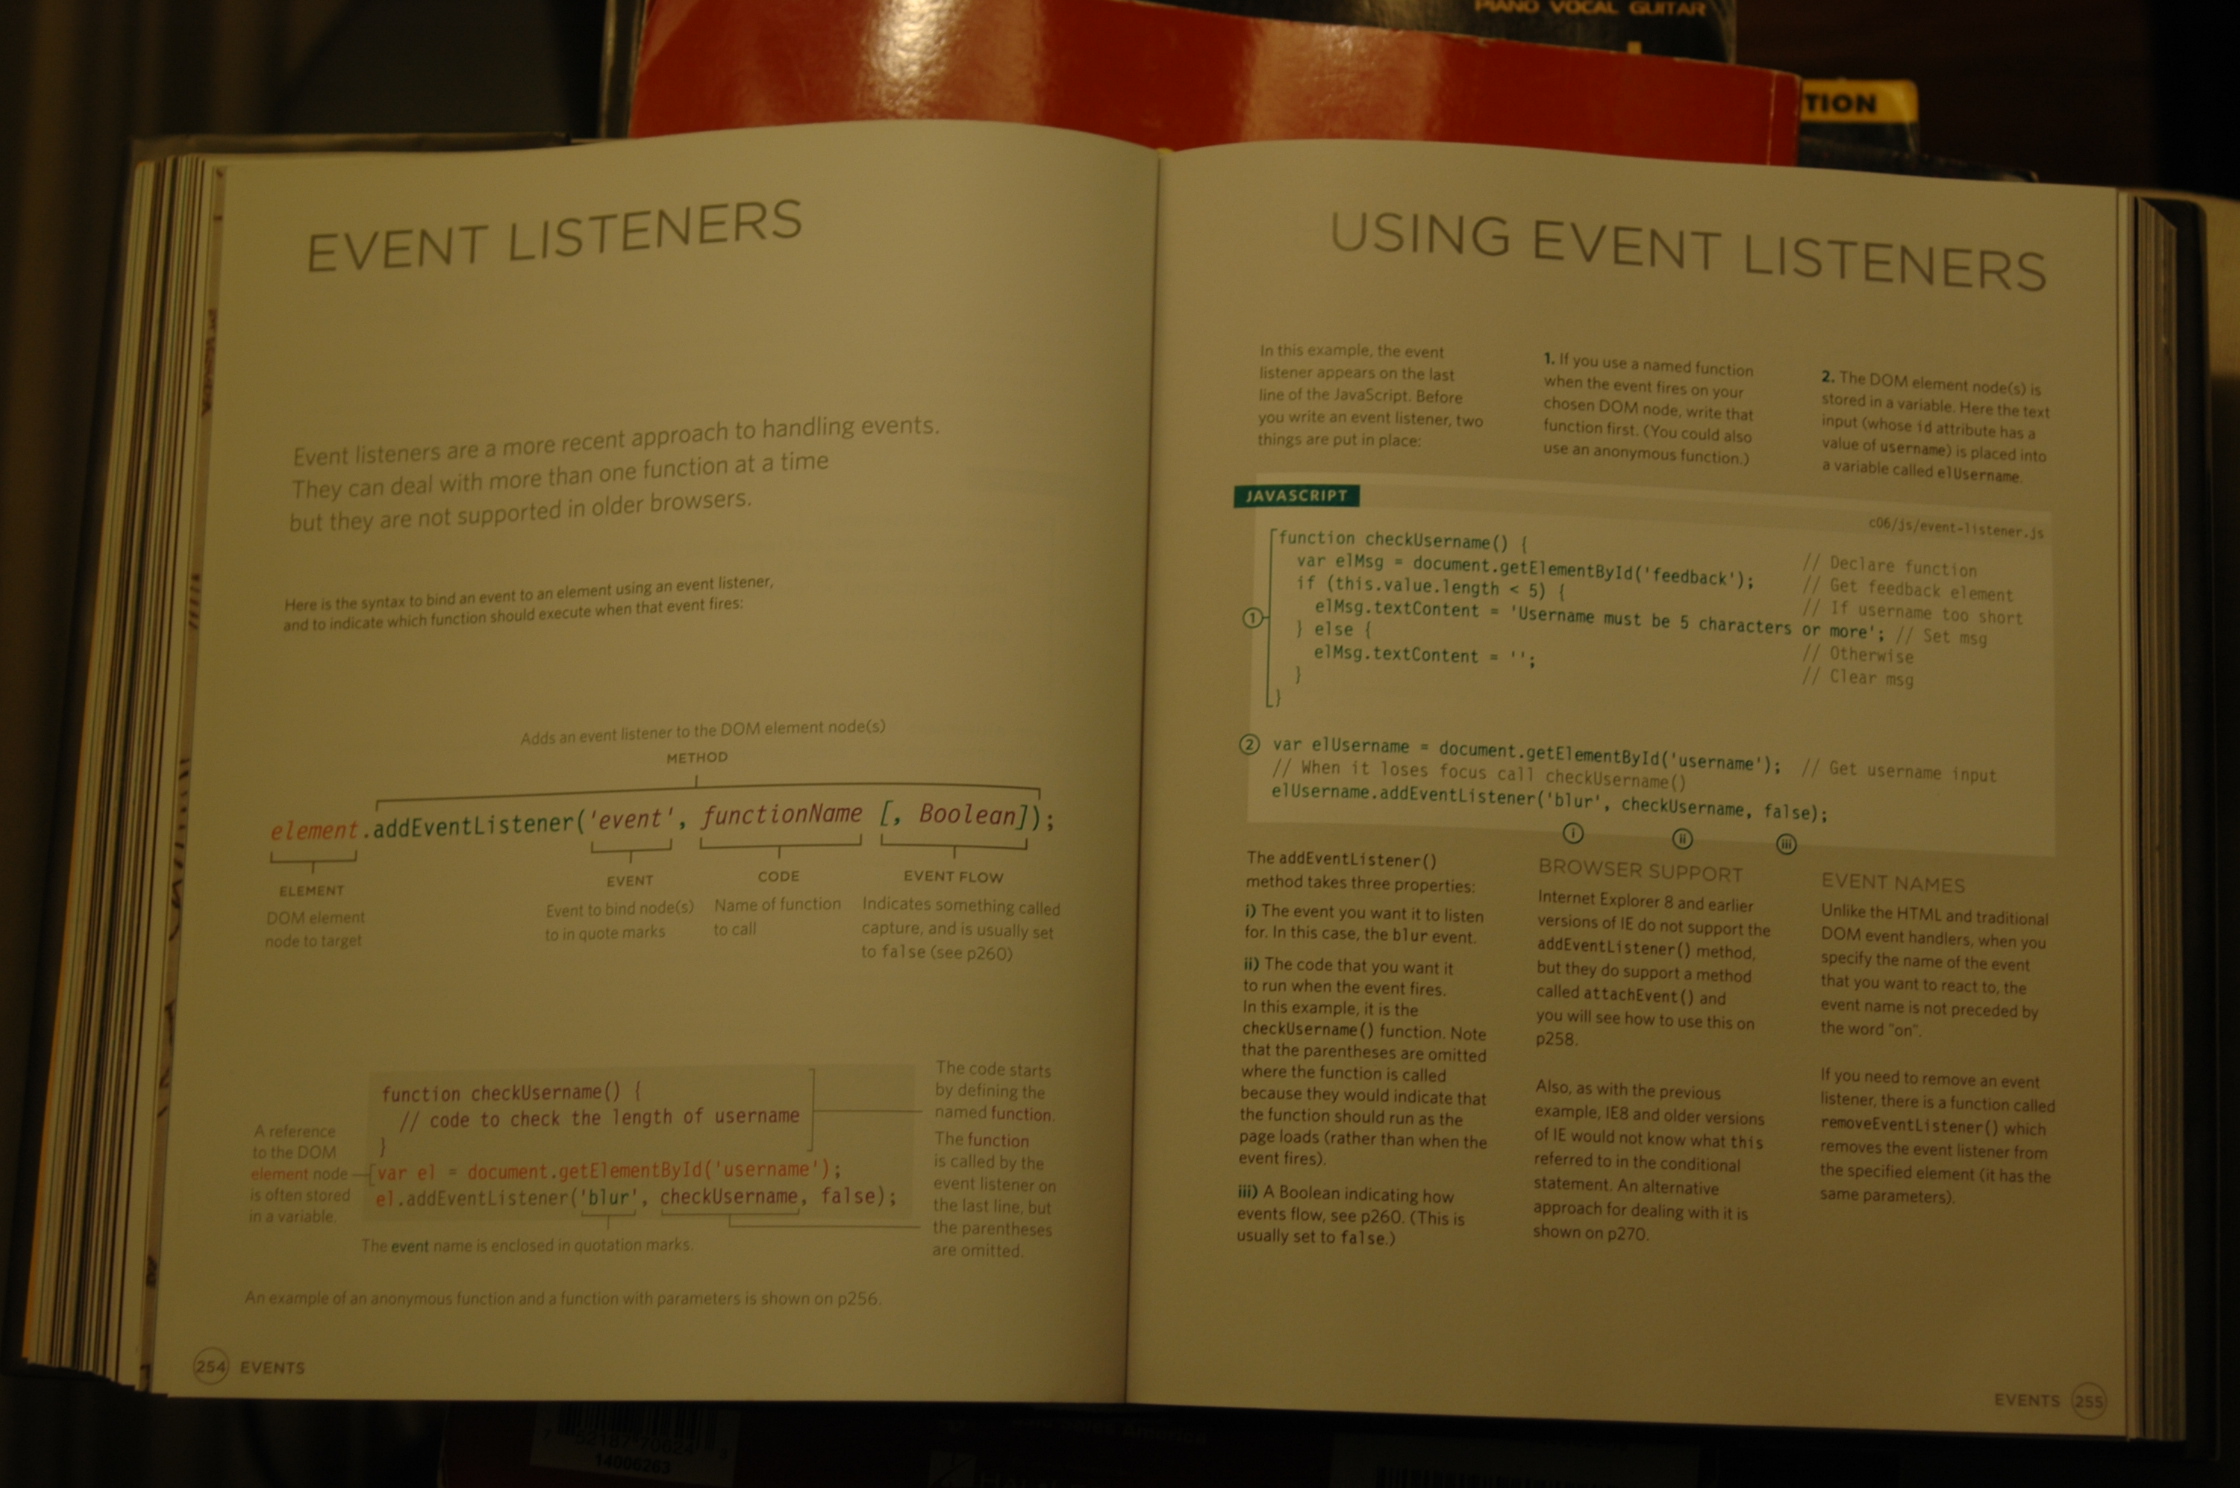 PIANO VOCAL GUITAR
TION
EVENT LISTENERS
Event listeners are a more recent approach to handling events.
They can deal with more than one function at a time
but they are not supported in older browsers.
Here is the syntax to bind an event to an element using an event listener,
and to indicate which function should execute when that event fires:
Adds an event listener to the DOM element node(s)
METHOD
element.addEventListener('event', functionName [, Boolean]);
ELEMENT
DOM element
node to target
EVENT
Event to bind node(s)
to in quote marks
CODE
Name of function
to call
EVENT FLOW
Indicates something called
capture, and is usually set
to false (see p260)
function checkUsername() {
// code to check the length of username
}
var el = document.getElementById('username');
el.addEventListener('blur', checkUsername, false);
A reference
to the DOM
element node
is often stored
in a variable.
The code starts
by defining the
named function.
The function
is called by the
event listener on
the last line, but
the parentheses
are omitted.
The event name is enclosed in quotation marks.
An example of an anonymous function and a function with parameters is shown on p256.
254 EVENTS
USING EVENT LISTENERS
In this example, the event
listener appears on the last
line of the JavaScript. Before
you write an event listener, two
things are put in place:
1. If you use a named function
when the event fires on your
chosen DOM node, write that
function first. (You could also
use an anonymous function.)
2. The DOM element node(s) is
stored in a variable. Here the text
input (whose id attribute has a
value of username) is placed into
a variable called elUsername.
JAVASCRIPT
c06/js/event-listener.js
function checkUsername() { // Declare function
var elMsg = document.getElementById('feedback'); // Get feedback element
if (this.value.length < 5) { // If username too short
1 elMsg.textContent = 'Username must be 5 characters or more'; // Set msg
} else { // Otherwise
elMsg.textContent = ''; // Clear msg
}
}
2 var elUsername = document.getElementById('username'); // Get username input
// When it loses focus call checkUsername()
elUsername.addEventListener('blur', checkUsername, false);
i ii iii
The addEventListener()
method takes three properties:
i) The event you want it to listen
for. In this case, the blur event.
ii) The code that you want it
to run when the event fires.
In this example, it is the
checkUsername() function. Note
that the parentheses are omitted
where the function is called
because they would indicate that
the function should run as the
page loads (rather than when the
event fires).
iii) A Boolean indicating how
events flow, see p260. (This is
usually set to false.)
BROWSER SUPPORT
Internet Explorer 8 and earlier
versions of IE do not support the
addEventListener() method,
but they do support a method
called attachEvent() and
you will see how to use this on
p258.
Also, as with the previous
example, IE8 and older versions
of IE would not know what this
referred to in the conditional
statement. An alternative
approach for dealing with it is
shown on p270.
EVENT NAMES
Unlike the HTML and traditional
DOM event handlers, when you
specify the name of the event
that you want to react to, the
event name is not preceded by
the word "on".
If you need to remove an event
listener, there is a function called
removeEventListener() which
removes the event listener from
the specified element (it has the
same parameters).
EVENTS 255
14006263